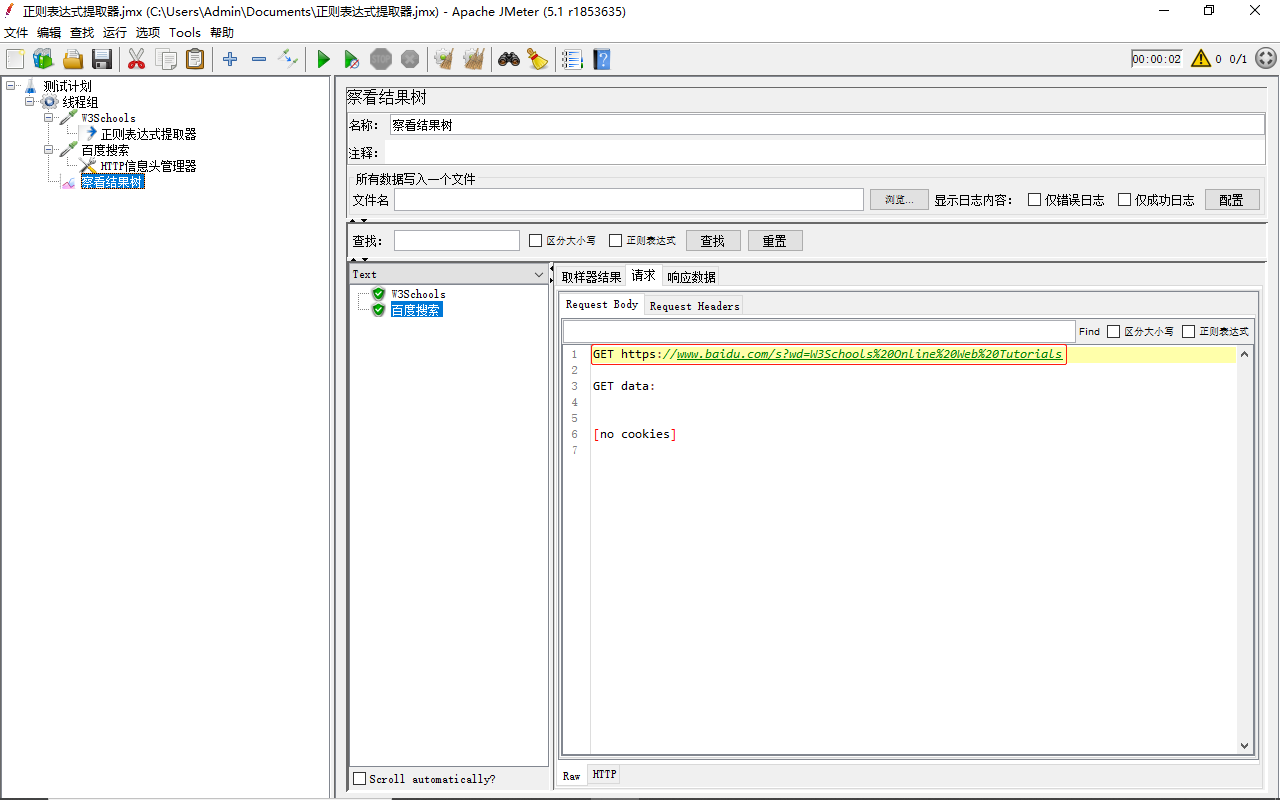 正则表达式提取器.jmx (C:\Users\Admin\Documents\正则表达式提取器.jmx) - Apache JMeter (5.1 r1853635)
文件 编辑 查找 运行 选项 Tools 帮助
STOP 00:00:02 0 0/1
测试计划
线程组
W3Schools
正则表达式提取器
百度搜索
HTTP信息头管理器
察看结果树
察看结果树
名称: 察看结果树
注释:
所有数据写入一个文件
文件名 浏览... 显示日志内容: 仅错误日志 仅成功日志 配置
查找: 区分大小写 正则表达式 查找 重置
Text
W3Schools
百度搜索
Scroll automatically?
取样器结果 请求 响应数据
Request Body Request Headers
Find 区分大小写 正则表达式
1 GET https://www.baidu.com/s?wd=W3Schools%20Online%20Web%20Tutorials
2
3 GET data:
4
5
6 [no cookies]
7
Raw HTTP